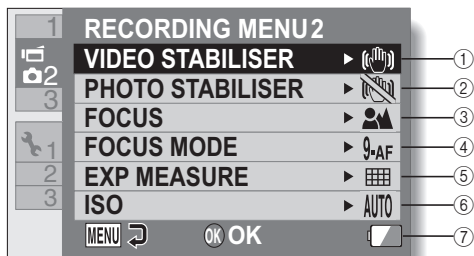 1
2
3
1
2
3
RECORDING MENU 2
VIDEO STABILISER ①
PHOTO STABILISER ②
FOCUS ③
FOCUS MODE 9-AF ④
EXP MEASURE ⑤
ISO AUTO ⑥
MENU OK OK ⑦